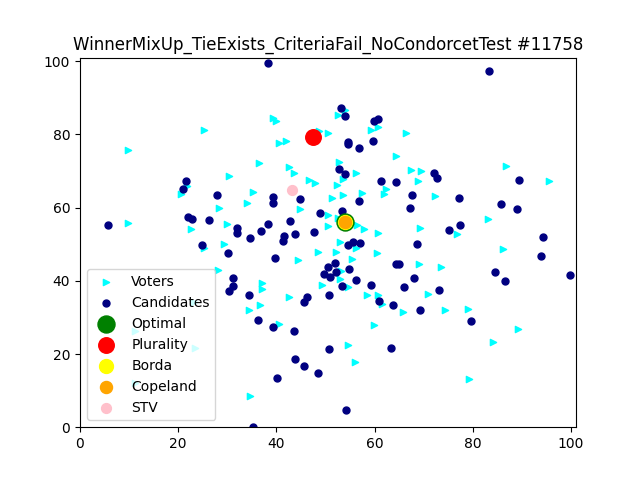 WinnerMixUp_TieExists_CriteriaFail_NoCondorcetTest #11758
100
80
60
40
20
0
Voters
Candidates
Optimal
Plurality
Borda
Copeland
STV
0 20 40 60 80 100